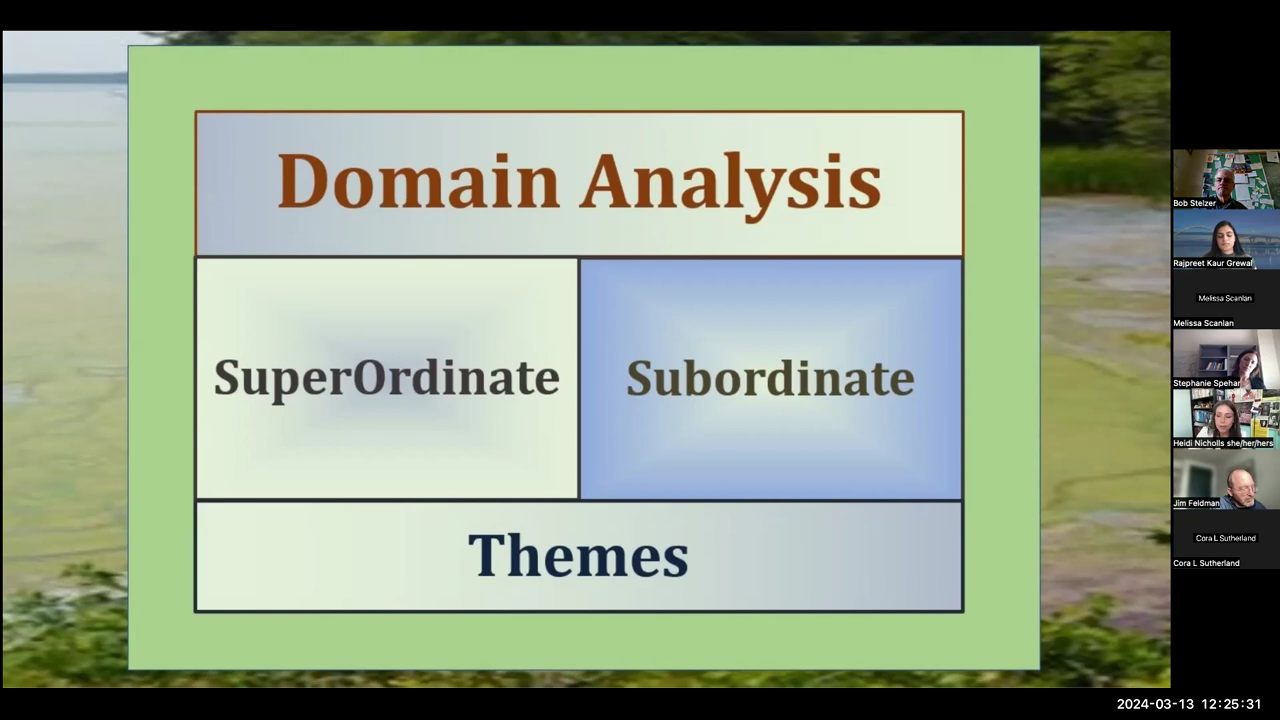 Domain Analysis
SuperOrdinate
Subordinate
Themes
Bob Stelzer
Rajpreet Kaur Grewal
Melissa Scanlan
Melissa Scanlan
Stephanie Spehar
Heidi Nicholls she/her/hers
Jim Feldman
Cora L Sutherland
Cora L Sutherland
2024-03-13 12:25:31